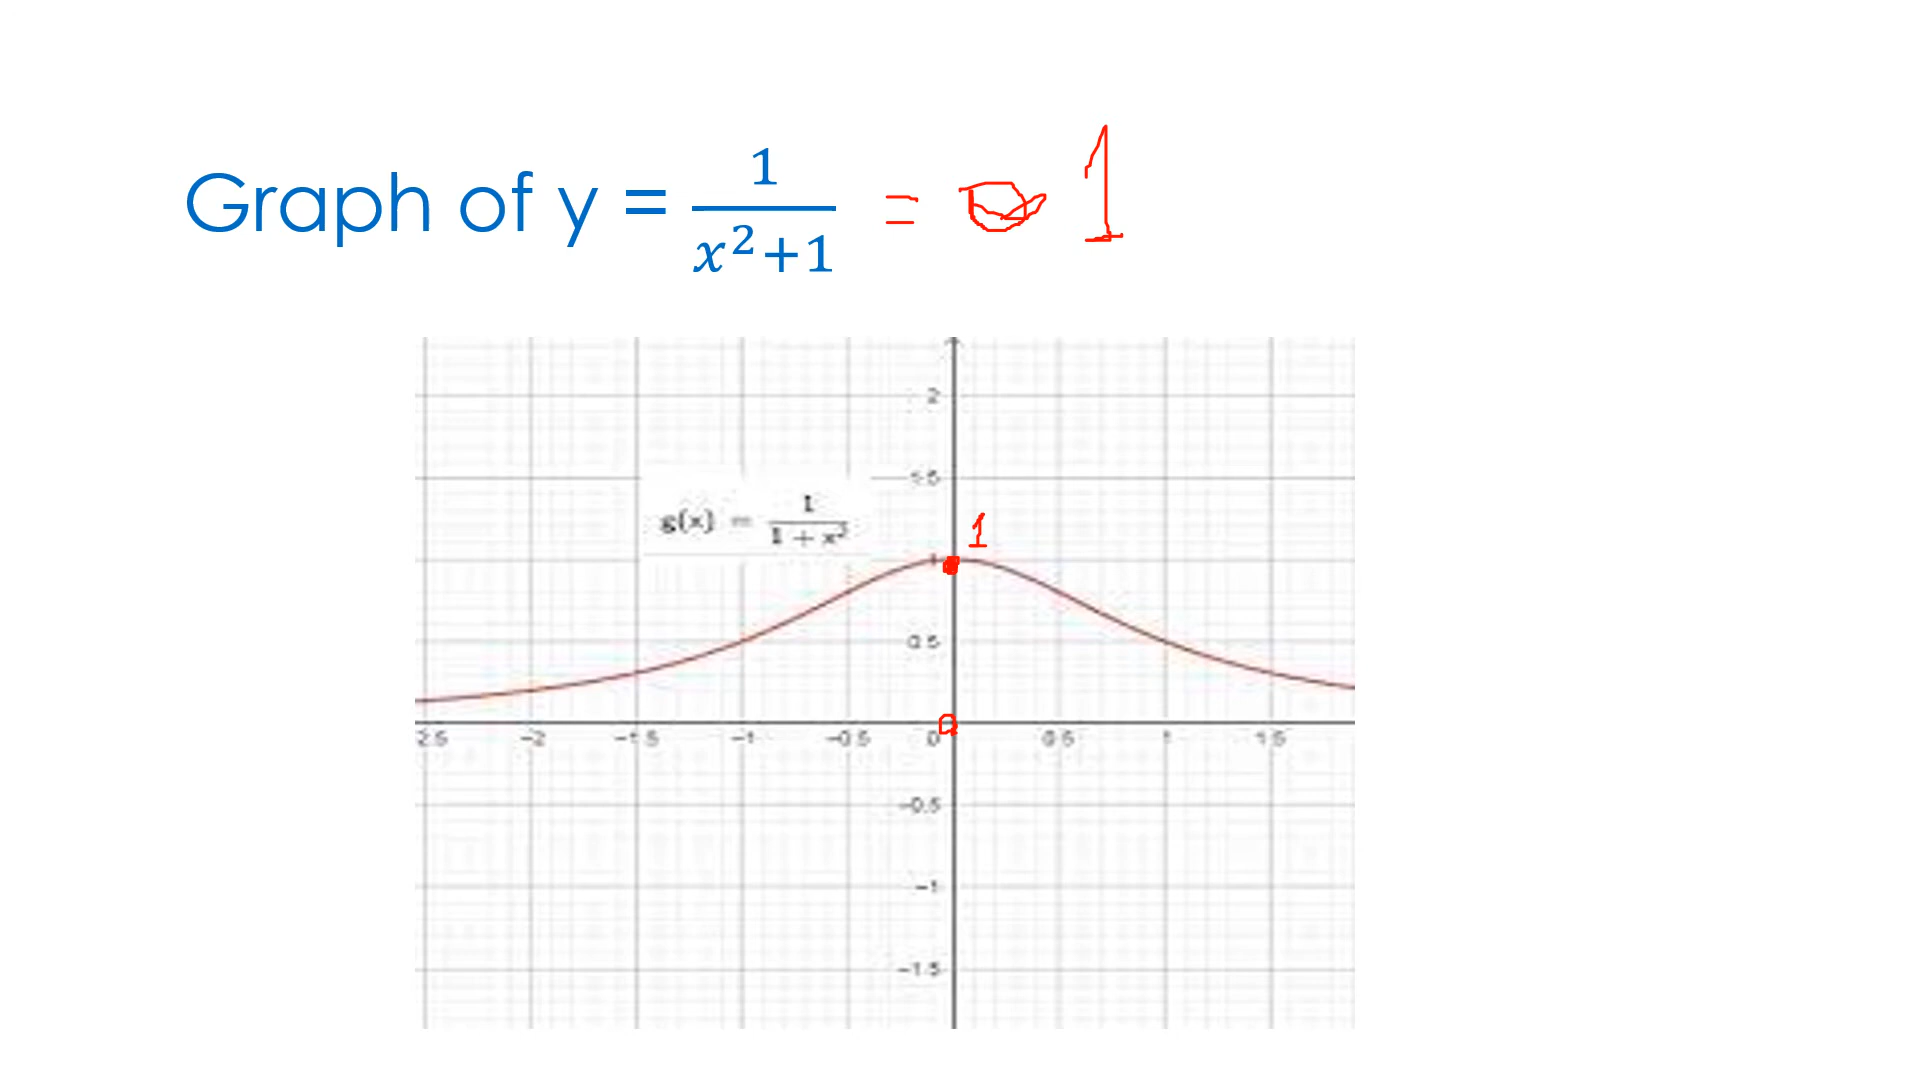 Graph of y = 1/(x²+1) = 1
2
1.5
g(x) = 1/(1 + x²)
1
1
0.5
2.5 −2 −1.5 −1 −0.5 0 0.5 1 1.5
−0.5
−1
−1.5